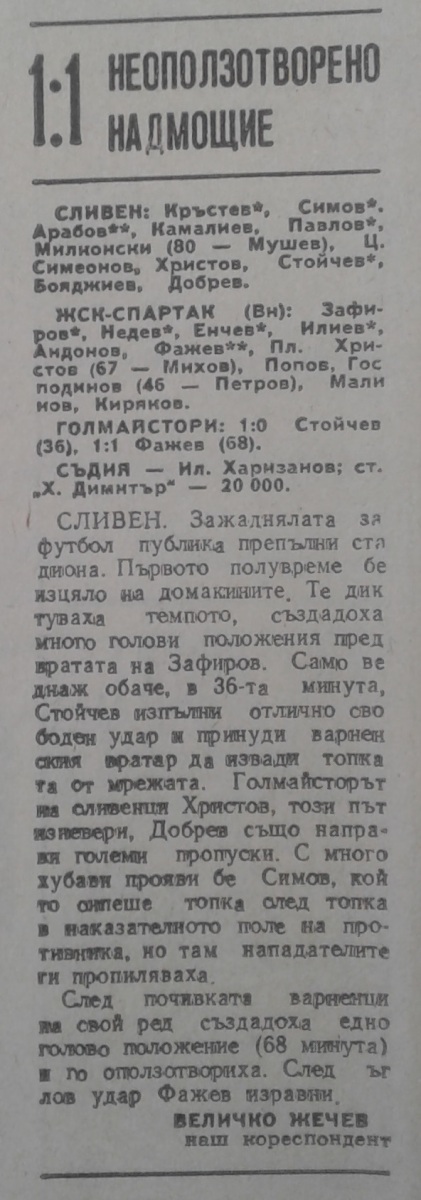 1:1 НЕОПОЛЗОТВОРЕНО
НАДМОЩИЕ
СЛИВЕН: Кръстев*, Симов*.
Арабов**, Камалиев, Павлов*,
Милконски (80 — Мушев), Ц.
Симеонов, Христов, Стойчев*,
Бояджиев, Добрев.
ЖСК-СПАРТАК (Вн): Зафи-
ров*, Недев*, Енчев*, Илиев*,
Андонов, Фажев**, Пл. Хри-
стов (67 — Михов), Попов, Гос
подинов (46 — Петров), Мали
нов, Киряков.
ГОЛМАЙСТОРИ: 1:0 Стойчев
(36), 1:1 Фажев (68).
СЪДИЯ — Ил. Харизанов; ст.
„Х. Димитър" — 20 000.
СЛИВЕН. Зажаднялата за
футбол публика препълни ста
диона. Първото полувреме бе
изцяло на домакините. Те дик
туваха темпото, създадоха
много голови положения пред
вратата на Зафиров. Само ве
днаж обаче, в 36-та минута,
Стойчев изпълни отлично сво
боден удар и принуди варнен
ския вратар да извади топка
та от мрежата. Голмайсторът
на сливенци Христов, този път
изневери, Добрев също напра-
ви големи пропуски. С много
хубави прояви бе Симов, кой
то сипеше топка след топка
в наказателното поле на про-
тивника, но там нападателите
ги пропиляваха.
След почивката варненци
на свой ред създадоха едно
голово положение (68 минута)
и го оползотвориха. След ъг
лов удар Фажев изравни.
ВЕЛИЧКО ЖЕЧЕВ
наш кореспондент